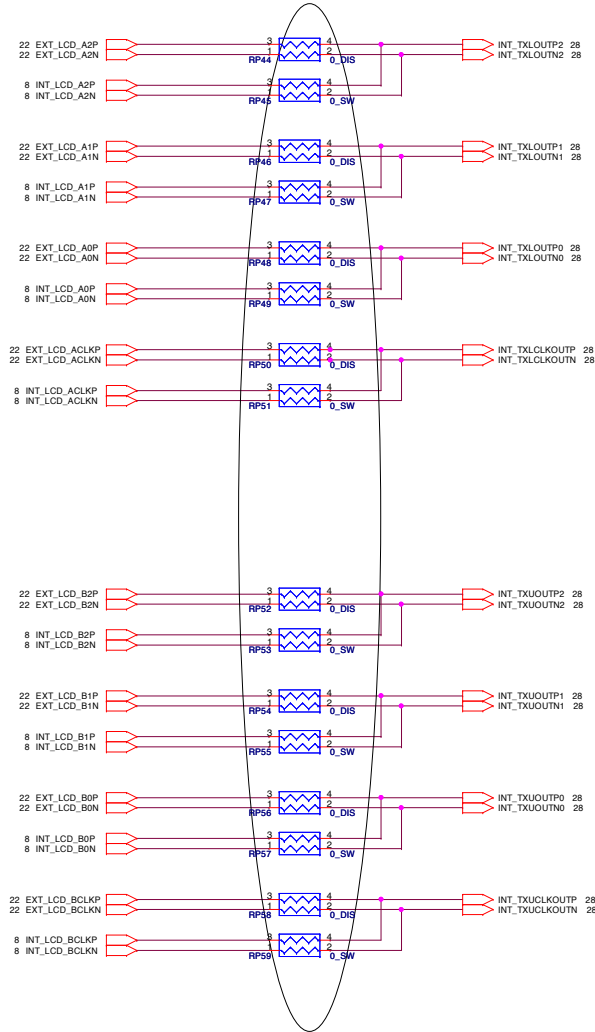 22 EXT_LCD_A2P 3 4 INT_TXLOUTP2 28
22 EXT_LCD_A2N 1 2 INT_TXLOUTN2 28
RP44 0_DIS
8 INT_LCD_A2P 3 4
8 INT_LCD_A2N 1 2
RP45 0_SW
22 EXT_LCD_A1P 3 4 INT_TXLOUTP1 28
22 EXT_LCD_A1N 1 2 INT_TXLOUTN1 28
RP46 0_DIS
8 INT_LCD_A1P 3 4
8 INT_LCD_A1N 1 2
RP47 0_SW
22 EXT_LCD_A0P 3 4 INT_TXLOUTP0 28
22 EXT_LCD_A0N 1 2 INT_TXLOUTN0 28
RP48 0_DIS
8 INT_LCD_A0P 3 4
8 INT_LCD_A0N 1 2
RP49 0_SW
22 EXT_LCD_ACLKP 3 4 INT_TXLCLKOUTP 28
22 EXT_LCD_ACLKN 1 2 INT_TXLCLKOUTN 28
RP50 0_DIS
8 INT_LCD_ACLKP 3 4
8 INT_LCD_ACLKN 1 2
RP51 0_SW
22 EXT_LCD_B2P 3 4 INT_TXUOUTP2 28
22 EXT_LCD_B2N 1 2 INT_TXUOUTN2 28
RP52 0_DIS
8 INT_LCD_B2P 3 4
8 INT_LCD_B2N 1 2
RP53 0_SW
22 EXT_LCD_B1P 3 4 INT_TXUOUTP1 28
22 EXT_LCD_B1N 1 2 INT_TXUOUTN1 28
RP54 0_DIS
8 INT_LCD_B1P 3 4
8 INT_LCD_B1N 1 2
RP55 0_SW
22 EXT_LCD_B0P 3 4 INT_TXUOUTP0 28
22 EXT_LCD_B0N 1 2 INT_TXUOUTN0 28
RP56 0_DIS
8 INT_LCD_B0P 3 4
8 INT_LCD_B0N 1 2
RP57 0_SW
22 EXT_LCD_BCLKP 3 4 INT_TXUCLKOUTP 28
22 EXT_LCD_BCLKN 1 2 INT_TXUCLKOUTN 28
RP58 0_DIS
8 INT_LCD_BCLKP 3 4
8 INT_LCD_BCLKN 1 2
RP59 0_SW